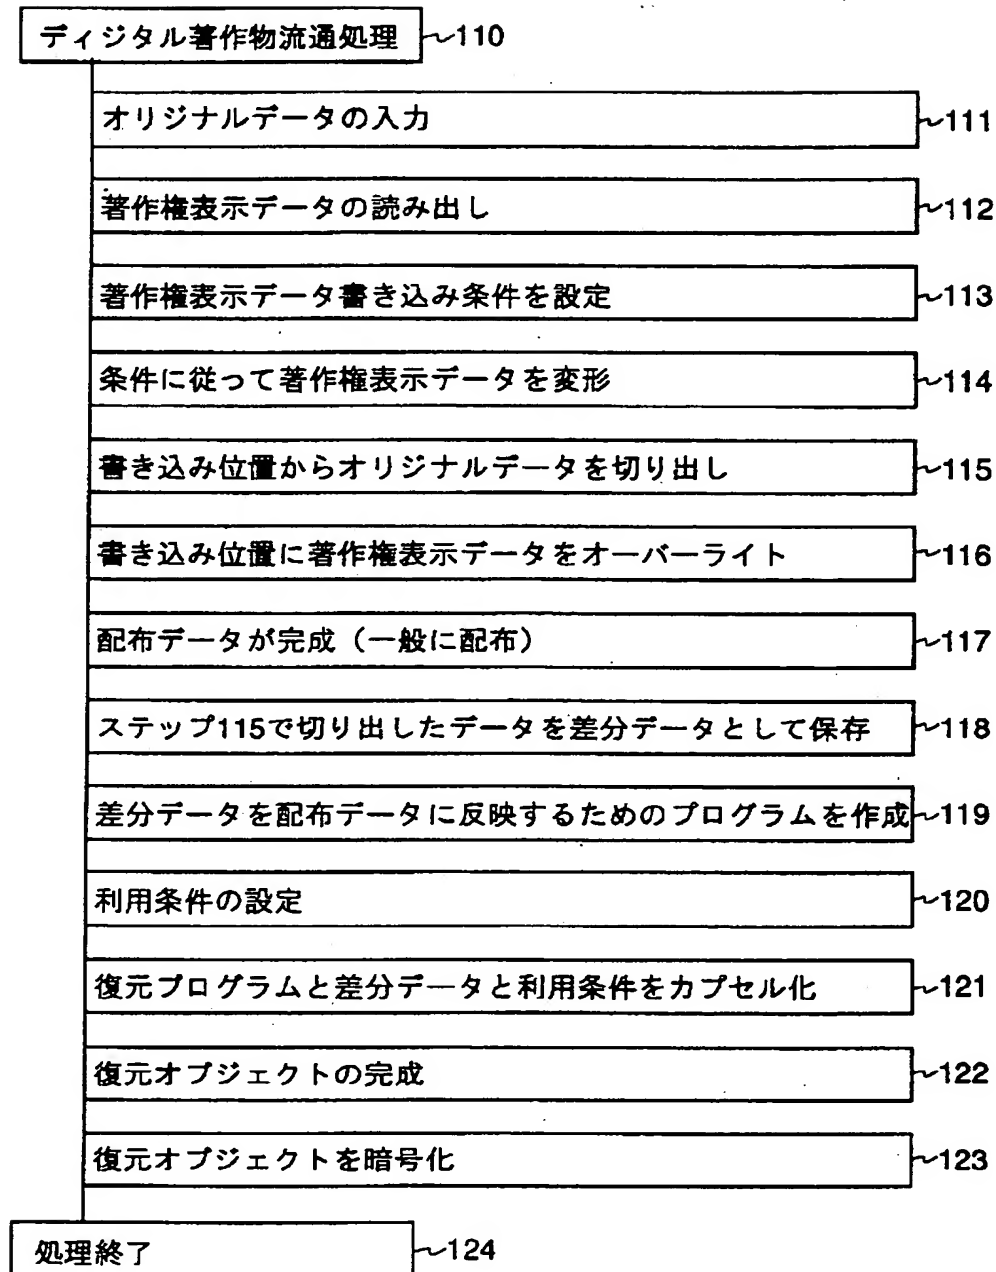 ディジタル著作物流通処理 ~110
オリジナルデータの入力 ~111
著作権表示データの読み出し ~112
著作権表示データ書き込み条件を設定 ~113
条件に従って著作権表示データを変形 ~114
書き込み位置からオリジナルデータを切り出し ~115
書き込み位置に著作権表示データをオーバーライト ~116
配布データが完成（一般に配布） ~117
ステップ115で切り出したデータを差分データとして保存 ~118
差分データを配布データに反映するためのプログラムを作成 ~119
利用条件の設定 ~120
復元プログラムと差分データと利用条件をカプセル化 ~121
復元オブジェクトの完成 ~122
復元オブジェクトを暗号化 ~123
処理終了 ~124